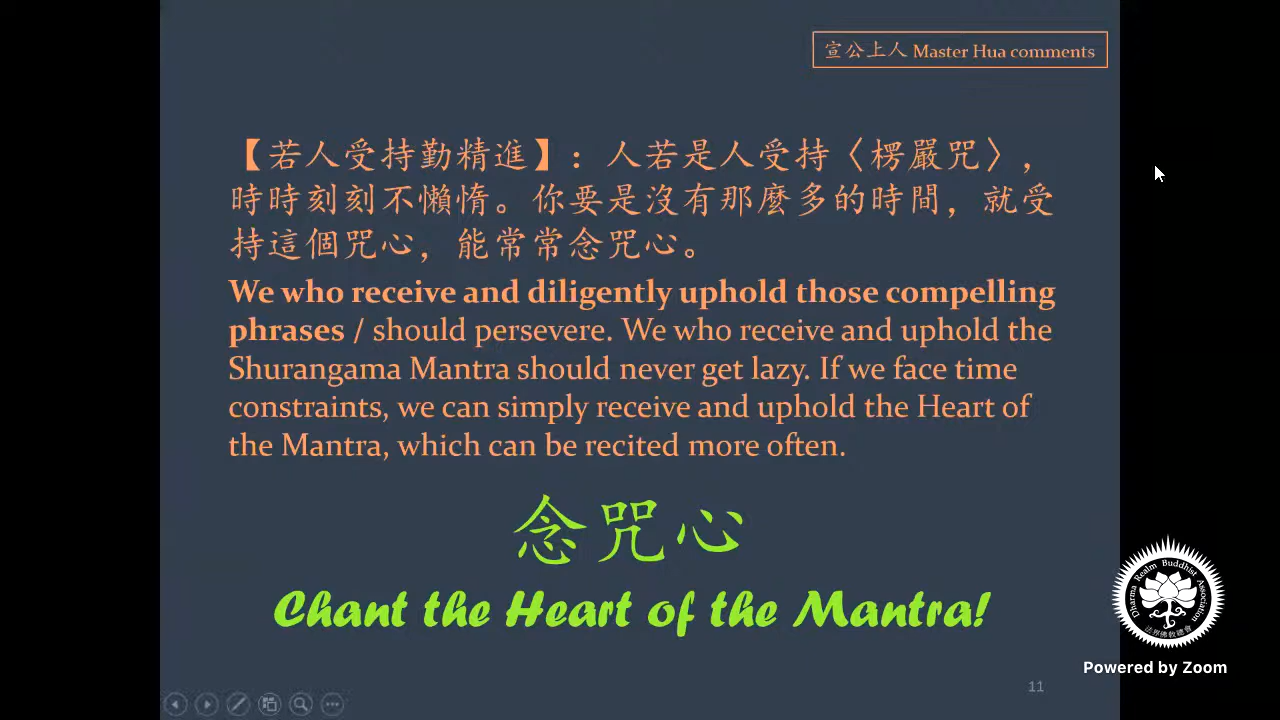 宣公上人 Master Hua comments
【若人受持勤精進】：人若是人受持〈楞嚴咒〉，
時時刻刻不懶惰。你要是沒有那麼多的時間，就受
持這個咒心，能常常念咒心。
We who receive and diligently uphold those compelling
phrases / should persevere. We who receive and uphold the
Shurangama Mantra should never get lazy. If we face time
constraints, we can simply receive and uphold the Heart of
the Mantra, which can be recited more often.
念咒心
Chant the Heart of the Mantra!
Dharma Realm Buddhist Association
法界佛教總會
Powered by Zoom
11